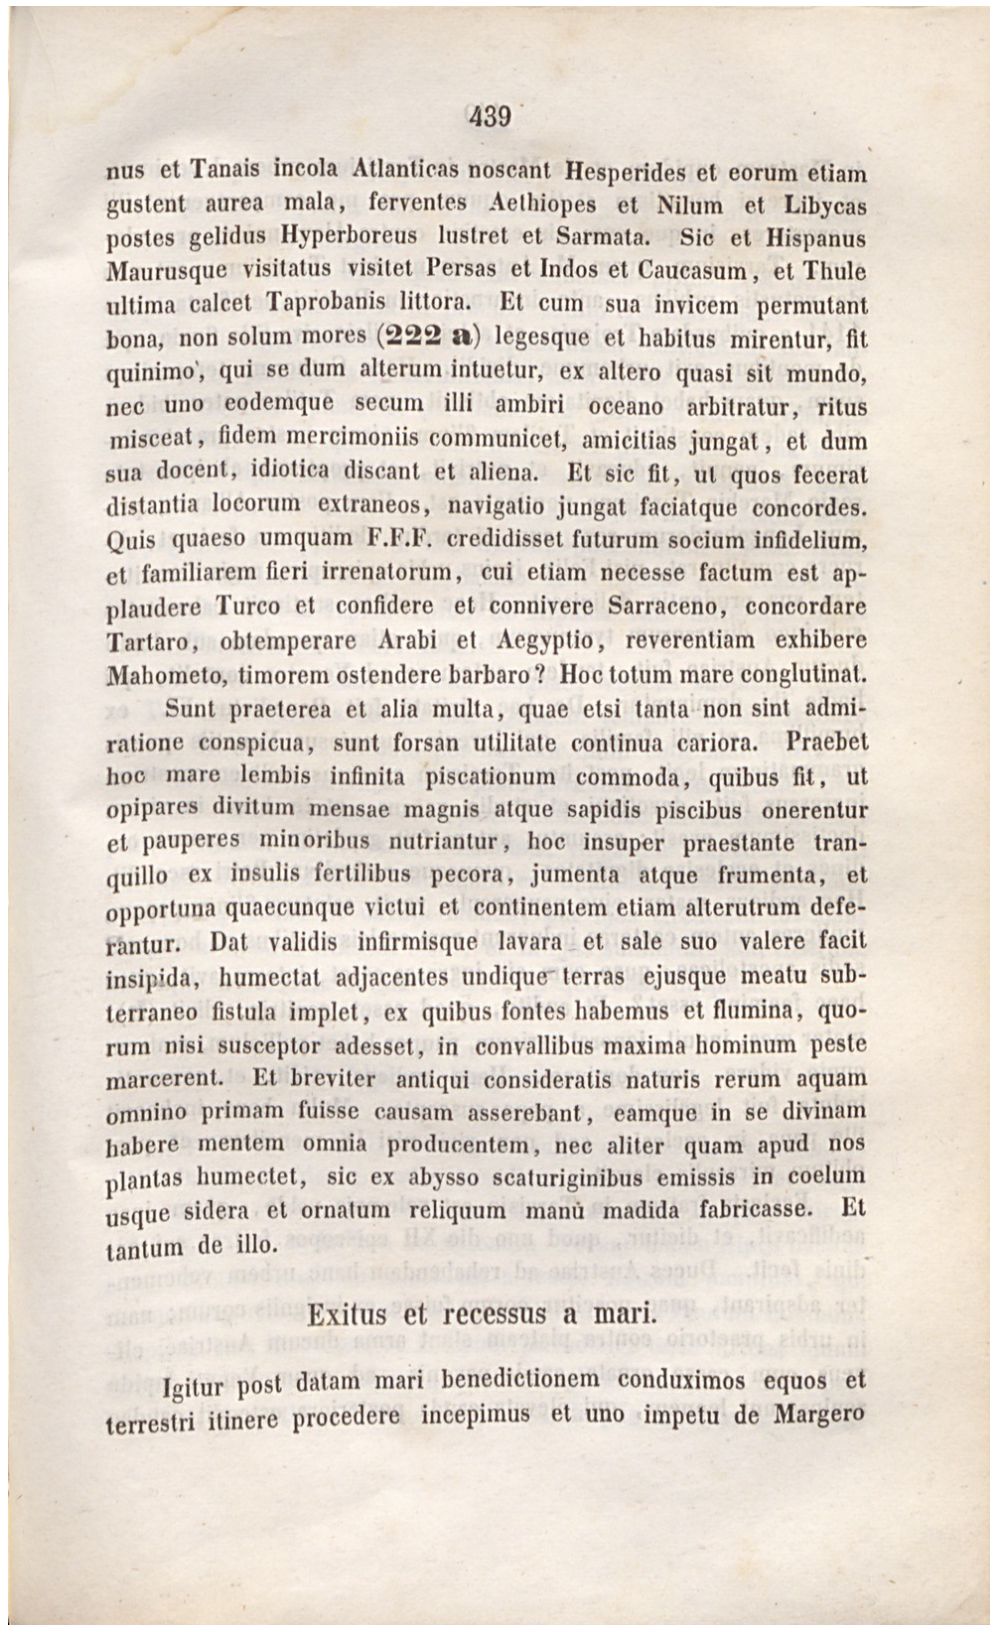 439
nus et Tanais incola Atlanticas noscant Hesperides et eorum etiam
gustent aurea mala, ferventes Aethiopes et Nilum et Libycas
postes gelidus Hyperboreus lustret et Sarmata. Sic et Hispanus
Maurusque visitatus visitet Persas et Indos et Caucasum, et Thule
ultima calcet Taprobanis littora. Et cum sua invicem permutant
bona, non solum mores (222 a) legesque et habitus mirentur, fit
quinimo', qui se dum alterum intuetur, ex altero quasi sit mundo,
nec uno eodemque secum illi ambiri oceano arbitratur, ritus
misceat, fidem mercimoniis communicet, amicitias jungat, et dum
sua docent, idiotica discant et aliena. Et sic fit, ut quos fecerat
distantia locorum extraneos, navigatio jungat faciatque concordes.
Quis quaeso umquam F.F.F. credidisset futurum socium infidelium,
et familiarem fieri irrenatorum, cui etiam necesse factum est ap-
plaudere Turco et confidere et connivere Sarraceno, concordare
Tartaro, obtemperare Arabi et Aegyptio, reverentiam exhibere
Mahometo, timorem ostendere barbaro? Hoc totum mare conglutinat.
Sunt praeterea et alia multa, quae etsi tanta non sint admi-
ratione conspicua, sunt forsan utilitate continua cariora. Praebet
hoc mare lembis infinita piscationum commoda, quibus fit, ut
opipares divitum mensae magnis atque sapidis piscibus onerentur
et pauperes minoribus nutriantur, hoc insuper praestante tran-
quillo ex insulis fertilibus pecora, jumenta atque frumenta, et
opportuna quaecunque victui et continentem etiam alterutrum defe-
rantur. Dat validis infirmisque lavara et sale suo valere facit
insipida, humectat adjacentes undique terras ejusque meatu sub-
terraneo fistula implet, ex quibus fontes habemus et flumina, quo-
rum nisi susceptor adesset, in convallibus maxima hominum peste
marcerent. Et breviter antiqui consideratis naturis rerum aquam
omnino primam fuisse causam asserebant, eamque in se divinam
habere mentem omnia producentem, nec aliter quam apud nos
plantas humectet, sic ex abysso scaturiginibus emissis in coelum
usque sidera et ornatum reliquum manù madida fabricasse. Et
tantum de illo.
Exitus et recessus a mari.
Igitur post datam mari benedictionem conduximos equos et
terrestri itinere procedere incepimus et uno impetu de Margero